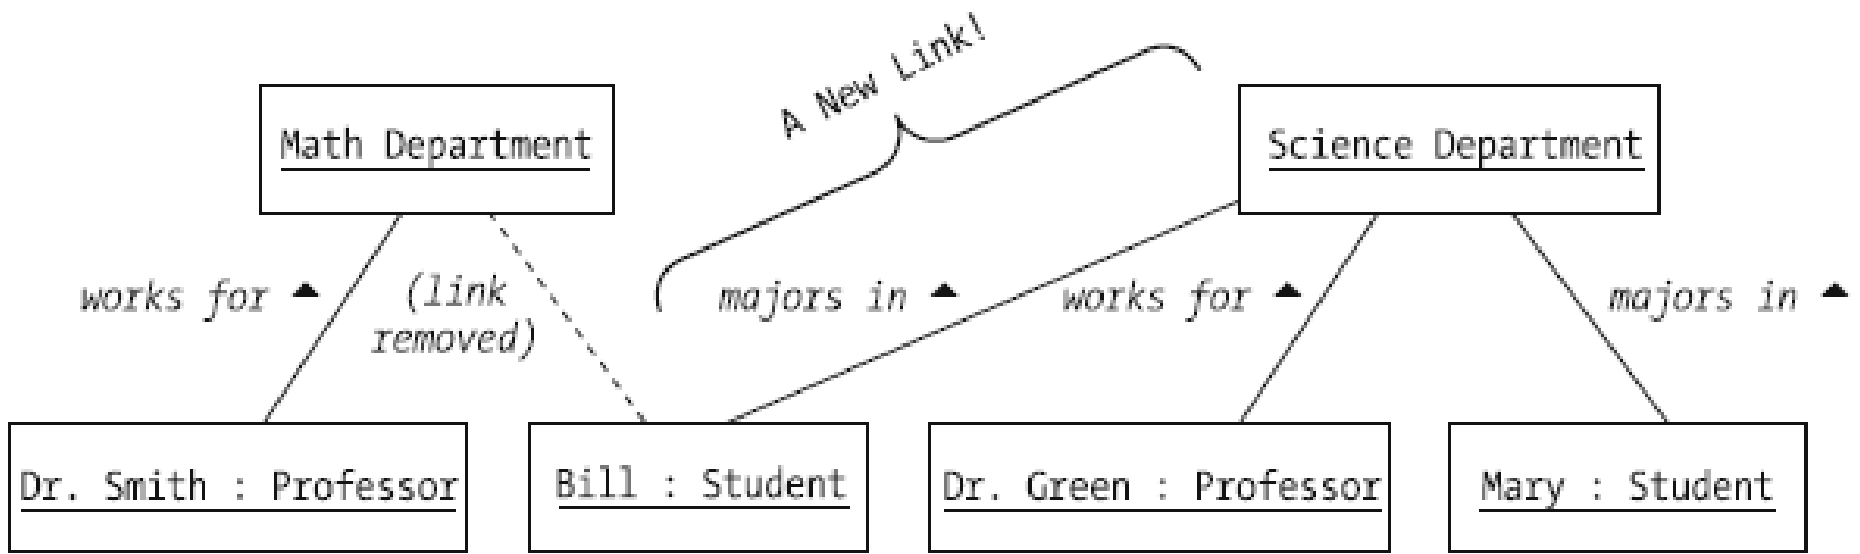 A New Link!
Math Department
Science Department
works for ▲
(link
removed)
majors in ▲
works for ▲
majors in ▲
Dr. Smith : Professor
Bill : Student
Dr. Green : Professor
Mary : Student